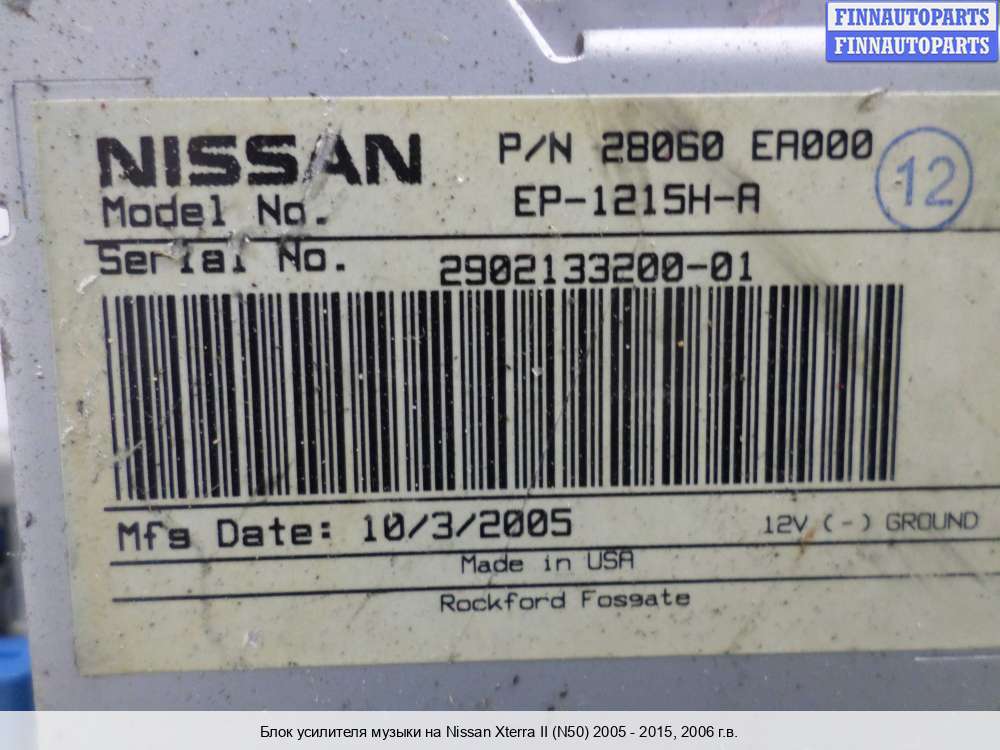 FINNAUTOPARTS
FINNAUTOPARTS
NISSAN P/N 28060 EA000
Model No. EP-1215H-A 12
Serial No. 2902133200-01
Mfg Date: 10/3/2005 12V (-) GROUND
Made in USA
Rockford Fosgate
Блок усилителя музыки на Nissan Xterra II (N50) 2005 - 2015, 2006 г.в.